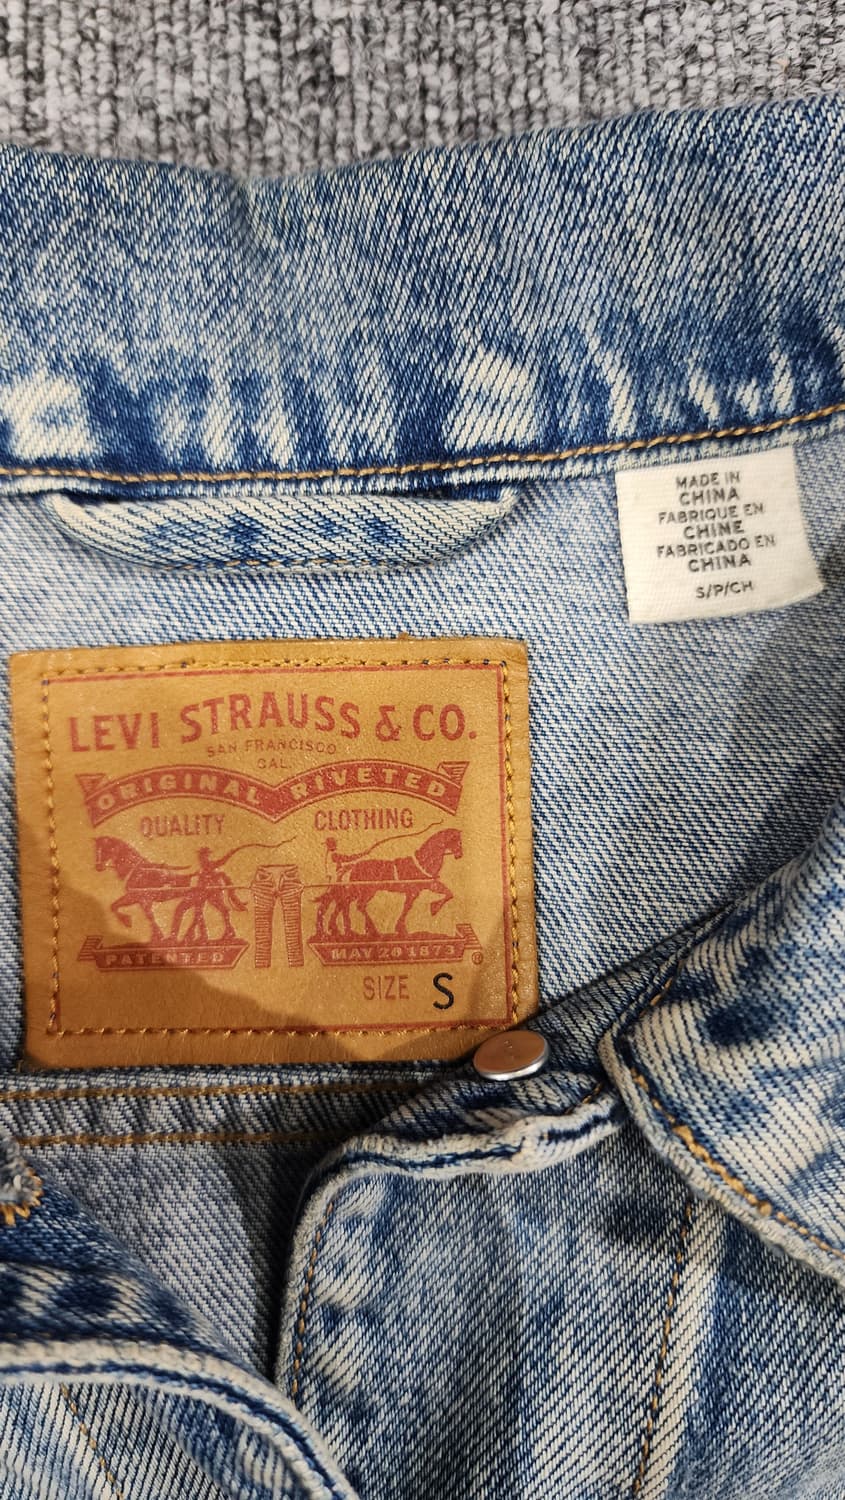 MADE IN
CHINA
FABRIQUE EN
CHINE
FABRICADO EN
CHINA
S/P/CH
LEVI STRAUSS & CO.
SAN FRANCISCO
CAL.
ORIGINAL RIVETED
QUALITY CLOTHING
PATENTED MAY 20 1873 ®
SIZE S